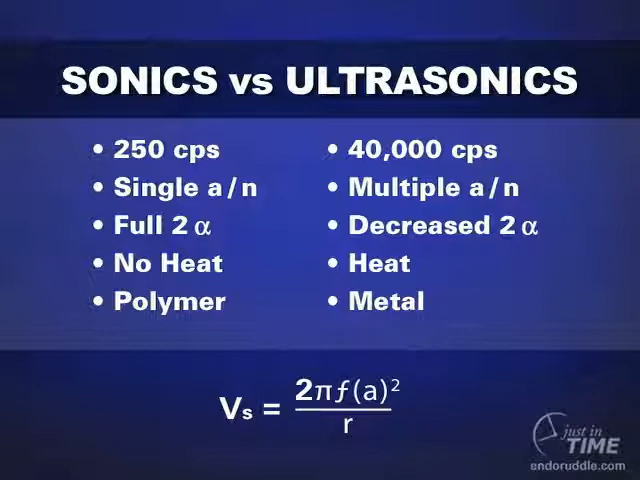 SONICS vs ULTRASONICS
• 250 cps
• Single a/n
• Full 2 α
• No Heat
• Polymer
• 40,000 cps
• Multiple a/n
• Decreased 2 α
• Heat
• Metal
Vs = 2πƒ(a)²
r
just in
TIME
endoruddle.com